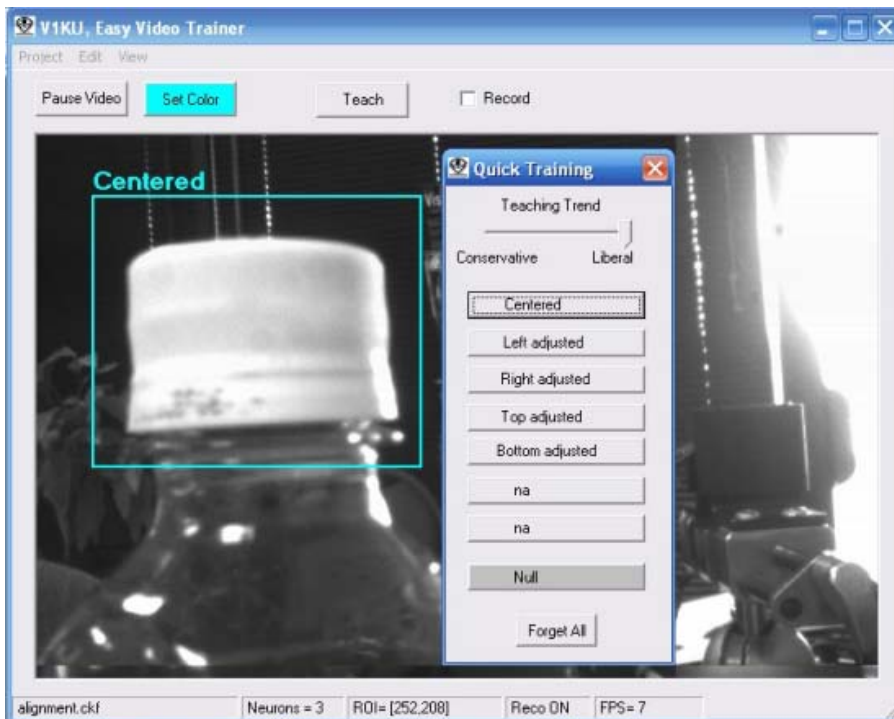 V1KU, Easy Video Trainer
Project Edit View
Pause Video Set Color Teach Record
Centered
Quick Training
Teaching Trend
Conservative Liberal
Centered
Left adjusted
Right adjusted
Top adjusted
Bottom adjusted
na
na
Null
Forget All
alignment.ckf Neurons = 3 ROI= [252,208] Reco ON FPS= 7